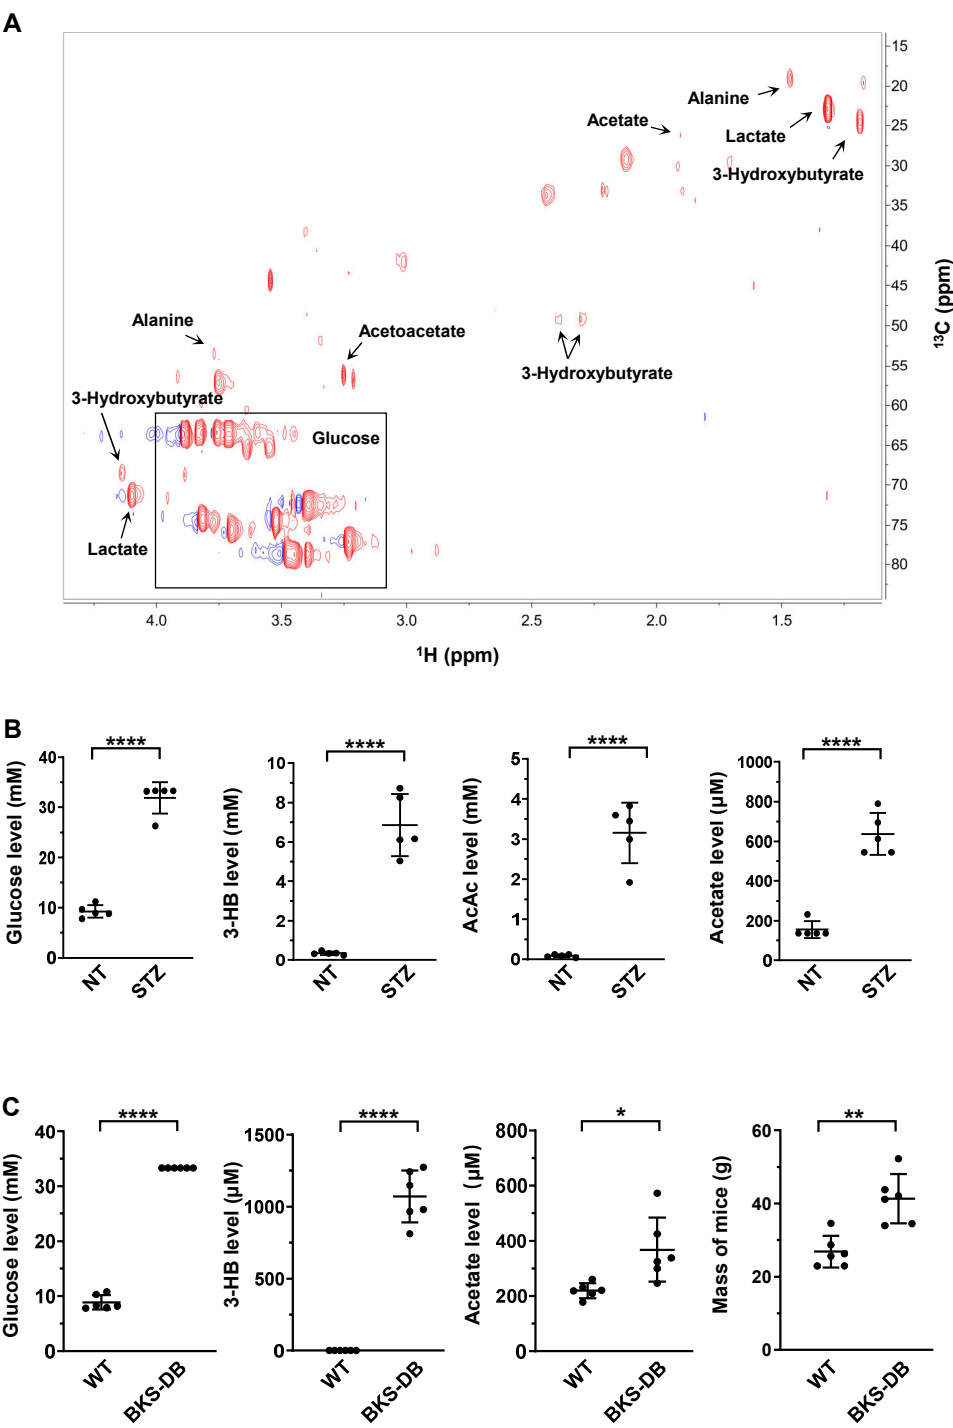 A
Alanine
Acetate
Lactate
3-Hydroxybutyrate
Alanine
Acetoacetate
3-Hydroxybutyrate
3-Hydroxybutyrate
Glucose
Lactate
15
20
25
30
35
40
45
50
55
60
65
70
75
80
¹³C (ppm)
4.0 3.5 3.0 2.5 2.0 1.5
¹H (ppm)
B
Glucose level (mM)
40
30
20
10
0
****
NT STZ
3-HB level (mM)
10
8
6
4
2
0
****
NT STZ
AcAc level (mM)
5
4
3
2
1
0
****
NT STZ
Acetate level (µM)
1000
800
600
400
200
0
****
NT STZ
C
Glucose level (mM)
40
30
20
10
0
****
WT BKS-DB
3-HB level (µM)
1500
1000
500
0
****
WT BKS-DB
Acetate level (µM)
800
600
400
200
0
*
WT BKS-DB
Mass of mice (g)
60
40
20
0
**
WT BKS-DB